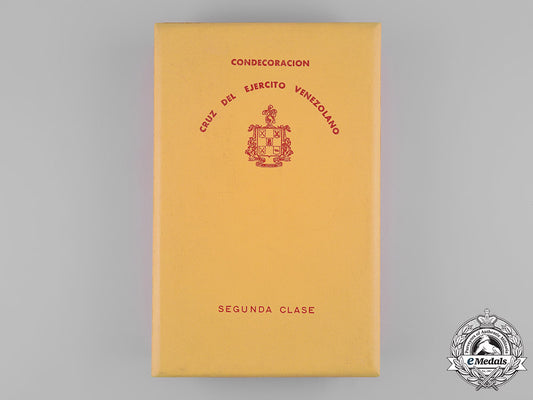 CONDECORACION
CRUZ DEL EJERCITO VENEZOLANO
SEGUNDA CLASE
eMedals